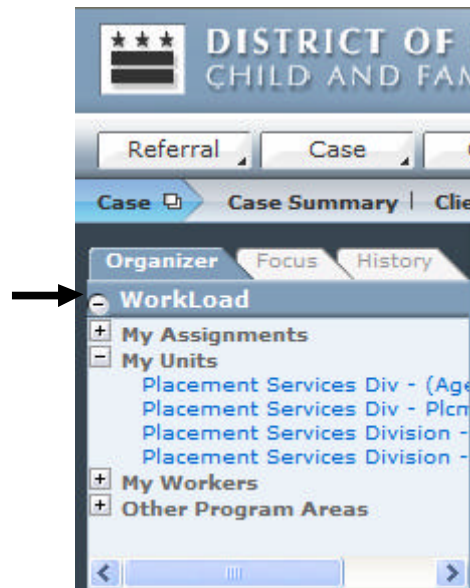 DISTRICT OF
CHILD AND FAM
Referral Case
Case Case Summary | Clie
Organizer Focus History
WorkLoad
My Assignments
My Units
Placement Services Div - (Age
Placement Services Div - Plcm
Placement Services Division -
Placement Services Division -
My Workers
Other Program Areas